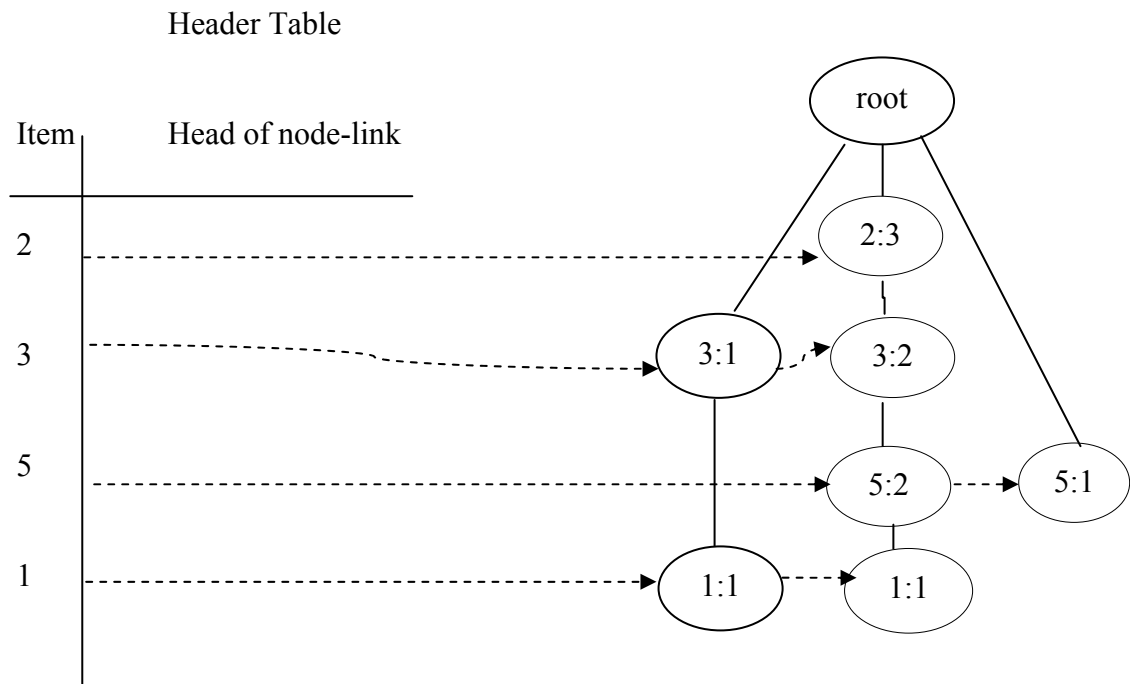 Header Table
root
Item Head of node-link
2 2:3
3 3:1 3:2
5 5:2 5:1
1 1:1 1:1